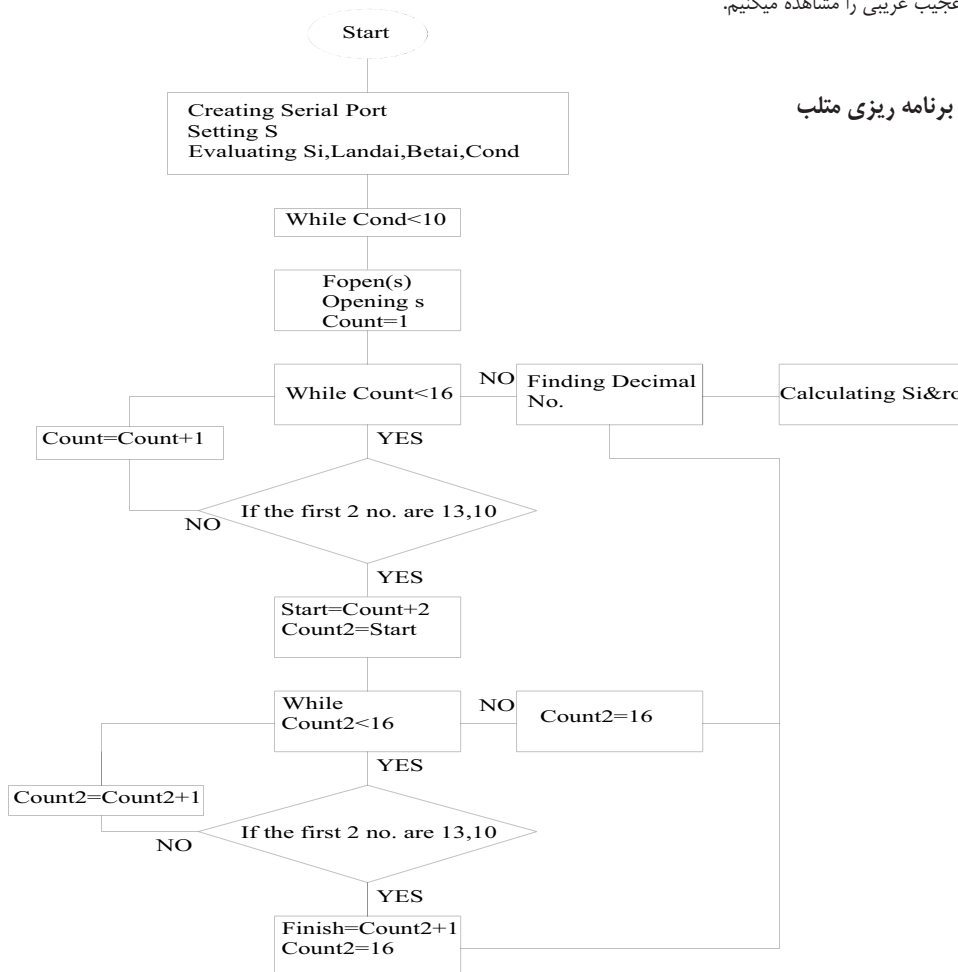 عجیب غریبی را مشاهده میکنیم.
برنامه ریزی متلب
Start
Creating Serial Port
Setting S
Evaluating Si,Landai,Betai,Cond
While Cond<10
Fopen(s)
Opening s
Count=1
While Count<16
NO
Finding Decimal
No.
Calculating Si&ro
Count=Count+1
YES
If the first 2 no. are 13,10
NO
YES
Start=Count+2
Count2=Start
While
Count2<16
NO
Count2=16
YES
Count2=Count2+1
If the first 2 no. are 13,10
NO
YES
Finish=Count2+1
Count2=16